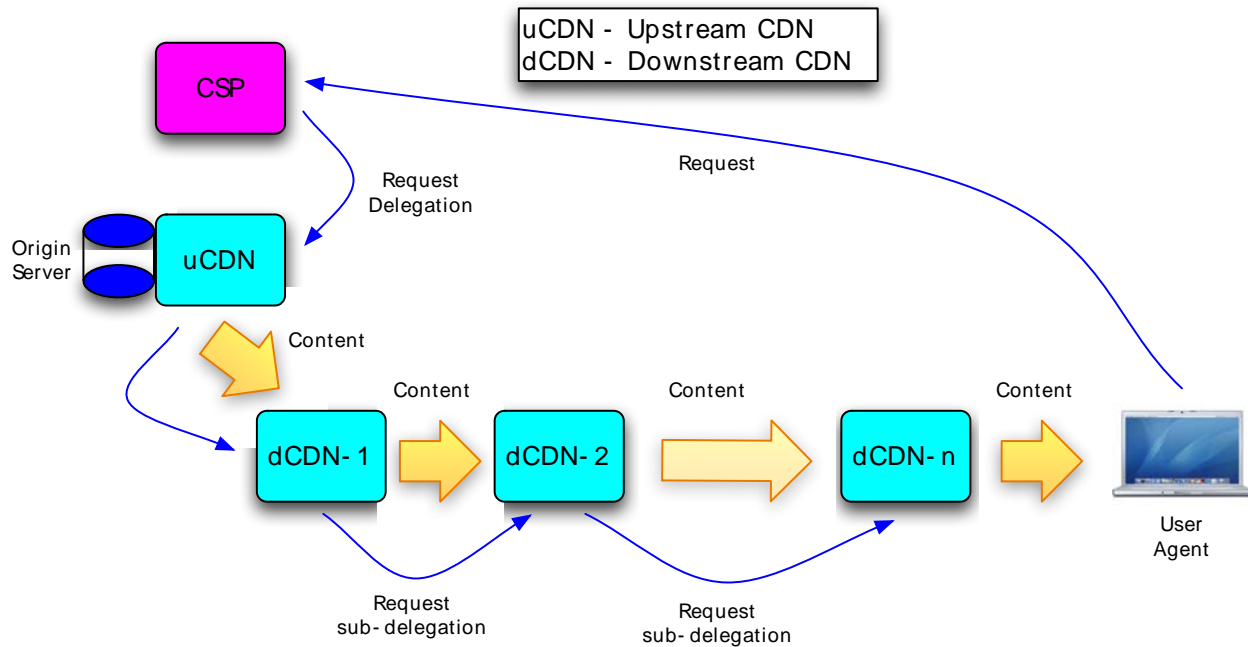 uCDN - Upstream CDN
dCDN - Downstream CDN
CSP
Request
Request
Delegation
Origin
Server
uCDN
Content
Content
Content
Content
dCDN- 1
dCDN- 2
dCDN- n
User
Agent
Request
sub- delegation
Request
sub- delegation